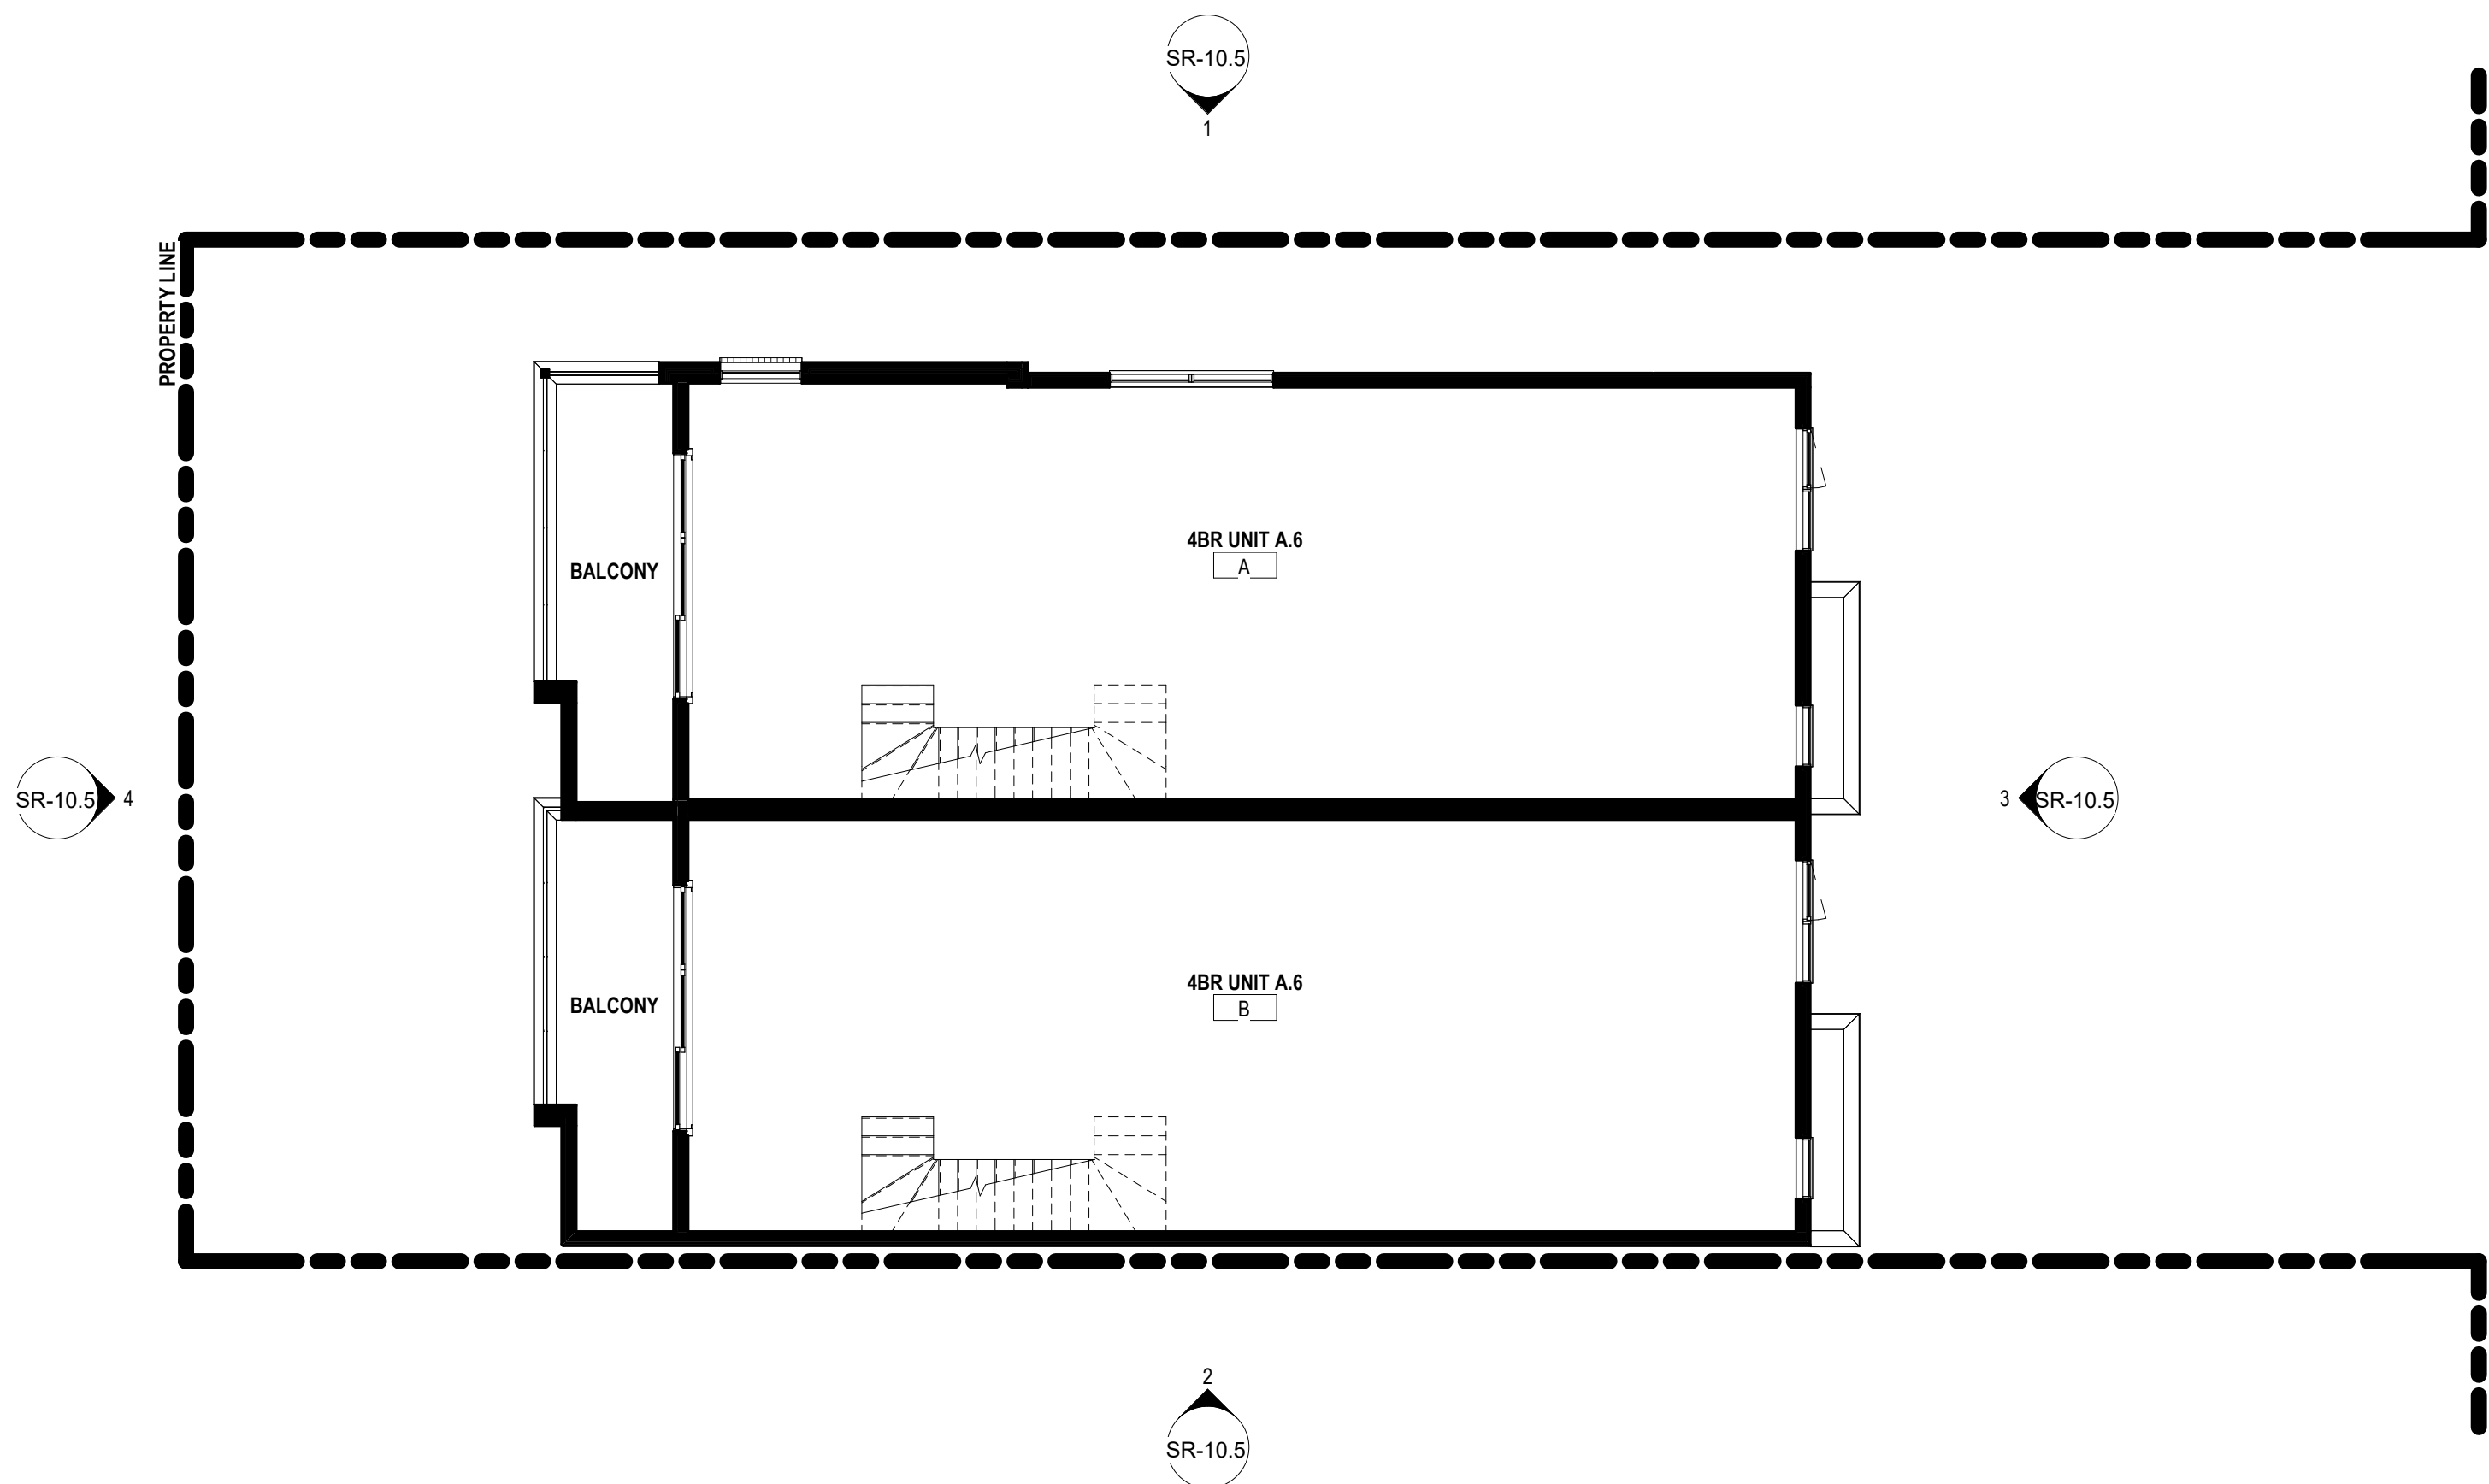 SR-10.5
1
PROPERTY LINE
4BR UNIT A.6
A
BALCONY
SR-10.5
4
3
SR-10.5
4BR UNIT A.6
B
BALCONY
2
SR-10.5